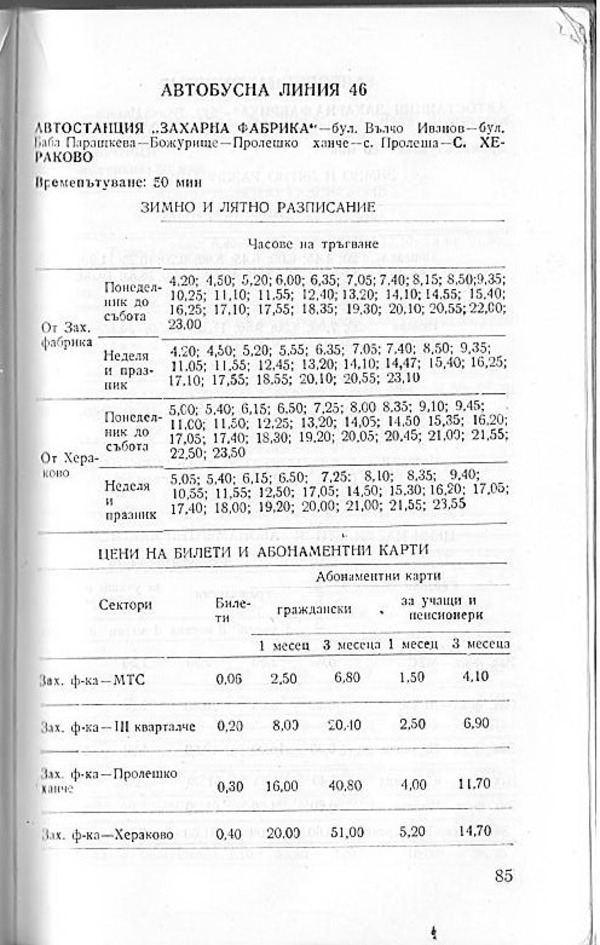 АВТОБУСНА ЛИНИЯ 46
АВТОСТАНЦИЯ „ЗАХАРНА ФАБРИКА“—бул. Вълчо Иванов—бул.
Баба Парашкева—Божурище—Пролешко ханче—с. Пролеша—С. ХЕ-
РАКОВО
Времепътуване: 50 мин
ЗИМНО И ЛЯТНО РАЗПИСАНИЕ
Часове на тръгване
От Зах. фабрика
Понедел-
ник до
събота
4,20; 4,50; 5,20; 6,00; 6,35; 7,05; 7,40; 8,15; 8,50; 9,35;
10,25; 11,10; 11,55; 12,40; 13,20; 14,10; 14,55; 15,40;
16,25; 17,10; 17,55; 18,35; 19,30; 20,10; 20,55; 22,00;
23,00
Неделя
и праз-
ник
4,20; 4,50; 5,20; 5,55; 6,35; 7,05; 7,40; 8,50; 9,35;
11,05; 11,55; 12,45; 13,20; 14,10; 14,47; 15,40; 16,25;
17,10; 17,55; 18,55; 20,10; 20,55; 23,10
От Хера-
ково
Понедел-
ник до
събота
5,00; 5,40; 6,15; 6,50; 7,25; 8,00 8,35; 9,10; 9,45;
11,00; 11,50; 12,25; 13,20; 14,05; 14,50 15,35; 16,20;
17,05; 17,40; 18,30; 19,20; 20,05; 20,45; 21,00; 21,55;
22,50; 23,50
Неделя
и
празник
5,05; 5,40; 6,15; 6,50; 7,25; 8,10; 8,35; 9,40;
10,55; 11,55; 12,50; 17,05; 14,50; 15,30; 16,20; 17,05;
17,40; 18,00; 19,20; 20,00; 21,00; 21,55; 23,55
ЦЕНИ НА БИЛЕТИ И АБОНАМЕНТНИ КАРТИ
Сектори
Биле-
ти
Абонаментни карти
граждански
за учащи и
пенсионери
1 месец 3 месеца 1 месец 3 месеца
Зах. ф-ка—МТС 0,06 2,50 6,80 1,50 4,10
Зах. ф-ка—III кварталче 0,20 8,00 20,40 2,50 6,90
Зах. ф-ка—Пролешко
ханче 0,30 16,00 40,80 4,00 11,70
Зах. ф-ка—Хераково 0,40 20,00 51,00 5,20 14,70
85